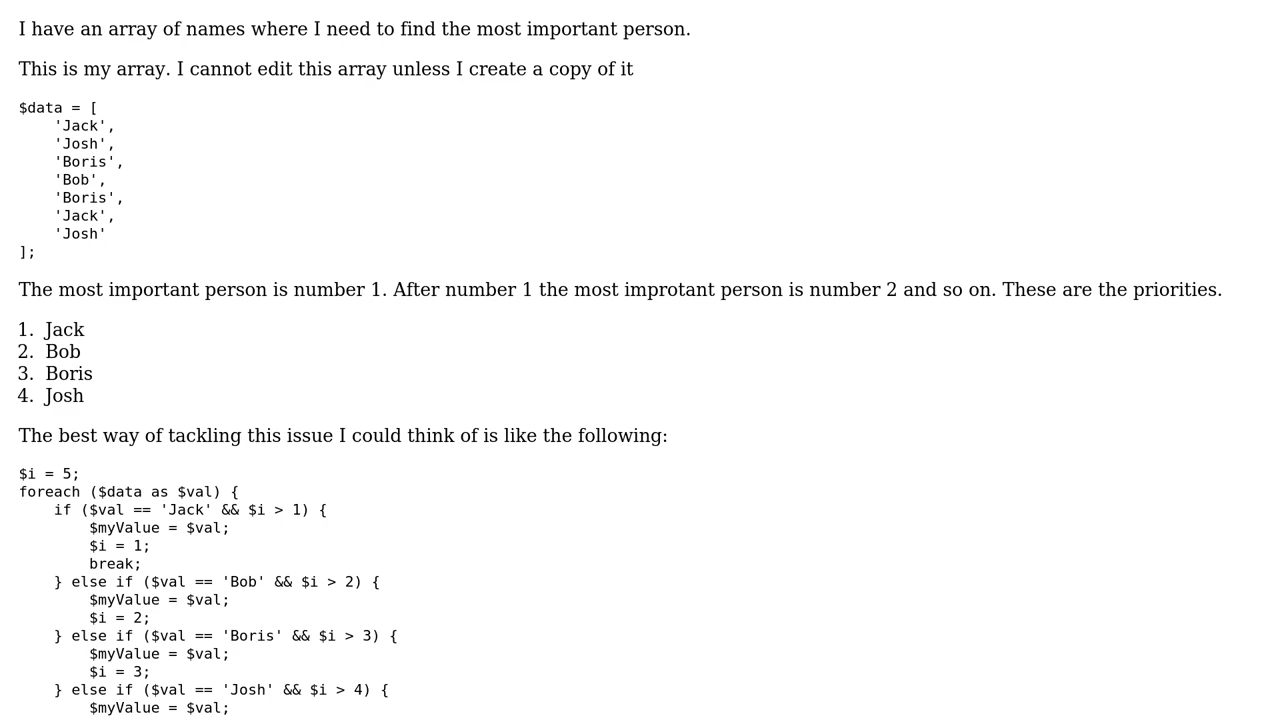 I have an array of names where I need to find the most important person.
This is my array. I cannot edit this array unless I create a copy of it
$data = [
    'Jack',
    'Josh',
    'Boris',
    'Bob',
    'Boris',
    'Jack',
    'Josh'
];
The most important person is number 1. After number 1 the most improtant person is number 2 and so on. These are the priorities.
1. Jack
2. Bob
3. Boris
4. Josh
The best way of tackling this issue I could think of is like the following:
$i = 5;
foreach ($data as $val) {
    if ($val == 'Jack' && $i > 1) {
        $myValue = $val;
        $i = 1;
        break;
    } else if ($val == 'Bob' && $i > 2) {
        $myValue = $val;
        $i = 2;
    } else if ($val == 'Boris' && $i > 3) {
        $myValue = $val;
        $i = 3;
    } else if ($val == 'Josh' && $i > 4) {
        $myValue = $val;